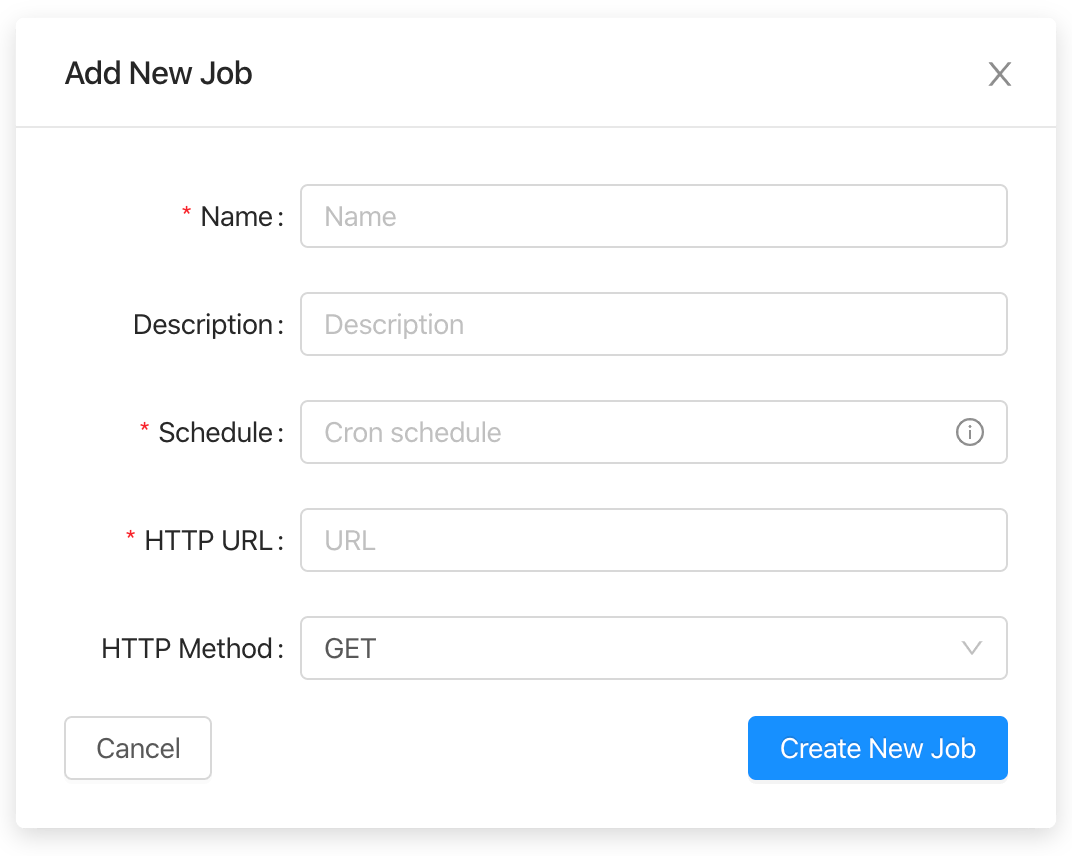 Add New Job
* Name: Name
Description: Description
* Schedule: Cron schedule
* HTTP URL: URL
HTTP Method: GET
Cancel Create New Job